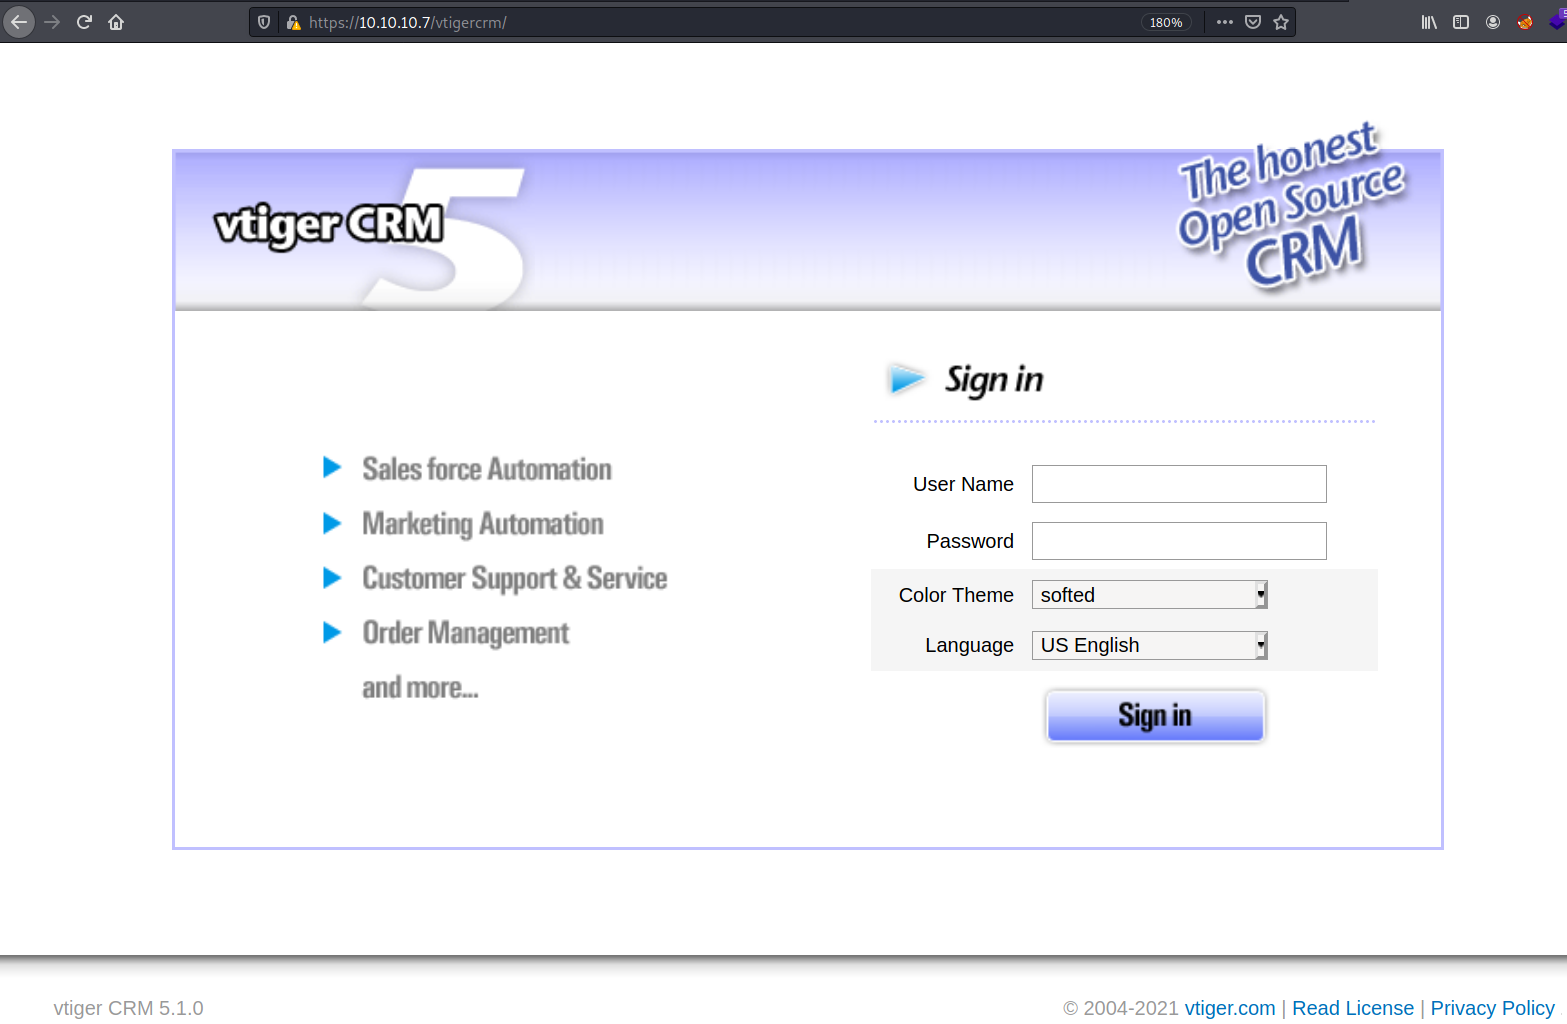 https://10.10.10.7/vtigercrm/
180%
vtiger CRM 5
The honest
Open Source
CRM
Sign in
Sales force Automation
Marketing Automation
Customer Support & Service
Order Management
and more...
User Name
Password
Color Theme softed
Language US English
Sign in
vtiger CRM 5.1.0
© 2004-2021 vtiger.com | Read License | Privacy Policy